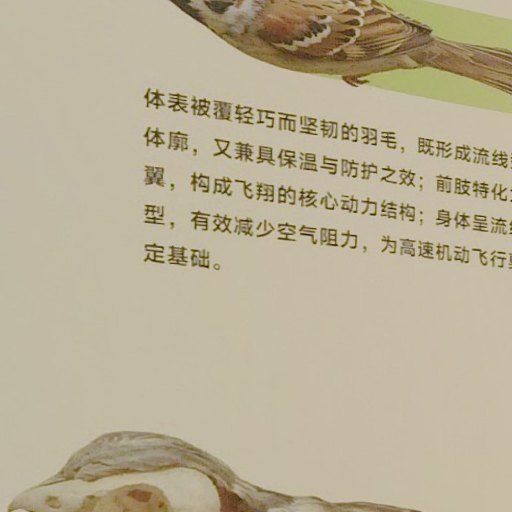 体表被覆轻巧而坚韧的羽毛，既形成流线
体廓，又兼具保温与防护之效；前肢特化
翼，构成飞翔的核心动力结构；身体呈流
型，有效减少空气阻力，为高速机动飞行
定基础。